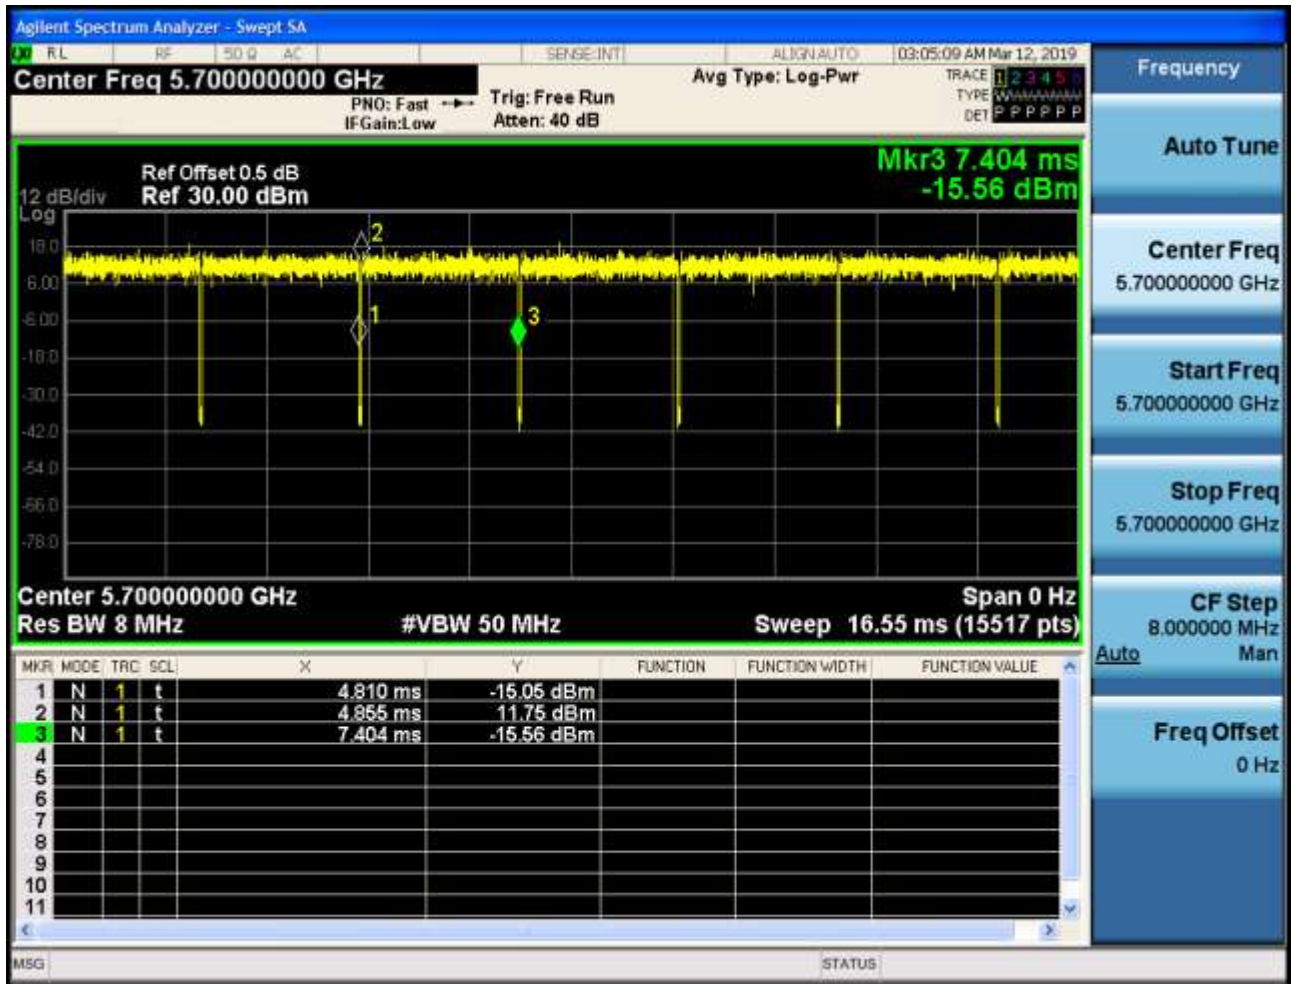 Agilent Spectrum Analyzer - Swept SA
RL RF 50 Ω AC SENSE:INT ALIGN AUTO 03:05:09 AM Mar 12, 2019
Center Freq 5.700000000 GHz
PNO: Fast
IFGain:Low
Trig: Free Run
Atten: 40 dB
Avg Type: Log-Pwr
TRACE 1 2 3 4 5 6
TYPE
DET P P P P P P
Mkr3 7.404 ms
-15.56 dBm
Ref Offset 0.5 dB
12 dB/div Ref 30.00 dBm
Log
18.0
6.00
-6.00
-18.0
-30.0
-42.0
-54.0
-66.0
-78.0
2
1
3
Center 5.700000000 GHz Span 0 Hz
Res BW 8 MHz #VBW 50 MHz Sweep 16.55 ms (15517 pts)
MKR MODE TRC SCL X Y FUNCTION FUNCTION WIDTH FUNCTION VALUE
1 N 1 t 4.810 ms -15.05 dBm
2 N 1 t 4.855 ms 11.75 dBm
3 N 1 t 7.404 ms -15.56 dBm
4
5
6
7
8
9
10
11
MSG STATUS
Frequency
Auto Tune
Center Freq
5.700000000 GHz
Start Freq
5.700000000 GHz
Stop Freq
5.700000000 GHz
CF Step
8.000000 MHz
Auto Man
Freq Offset
0 Hz